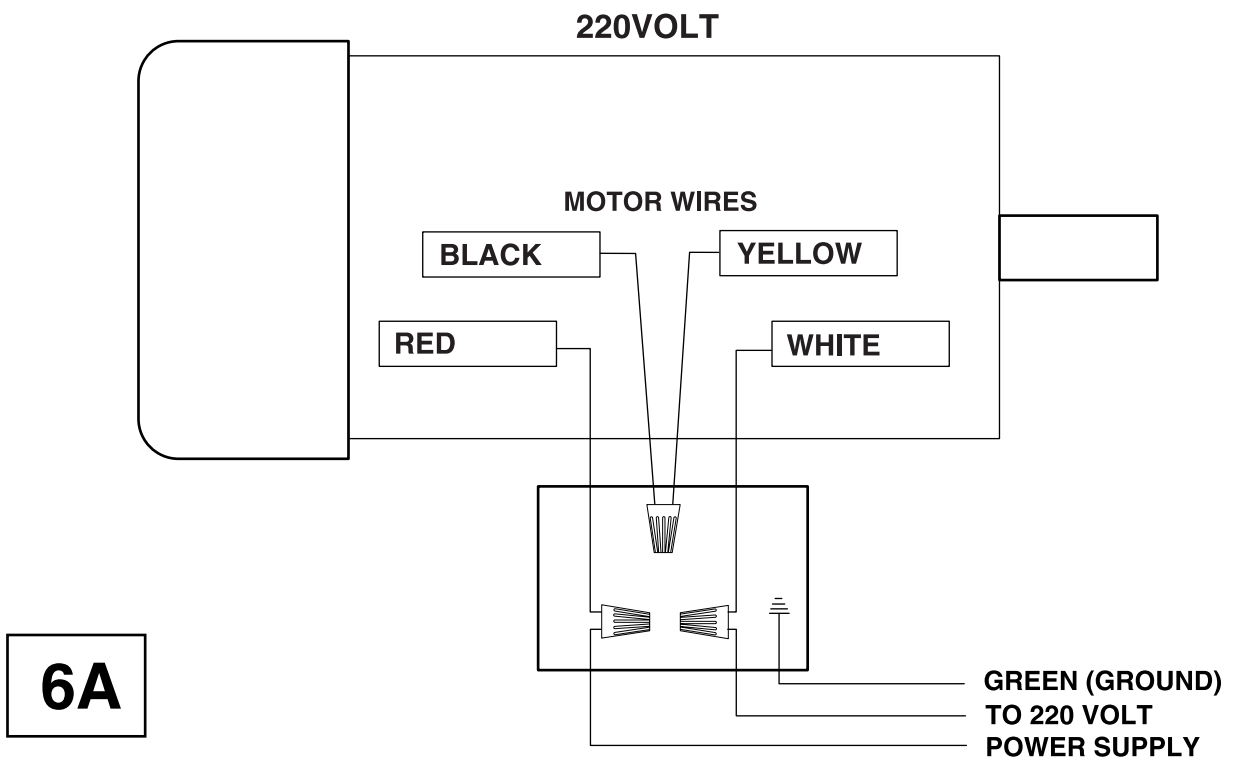 220VOLT
MOTOR WIRES
BLACK
YELLOW
RED
WHITE
6A
GREEN (GROUND)
TO 220 VOLT
POWER SUPPLY